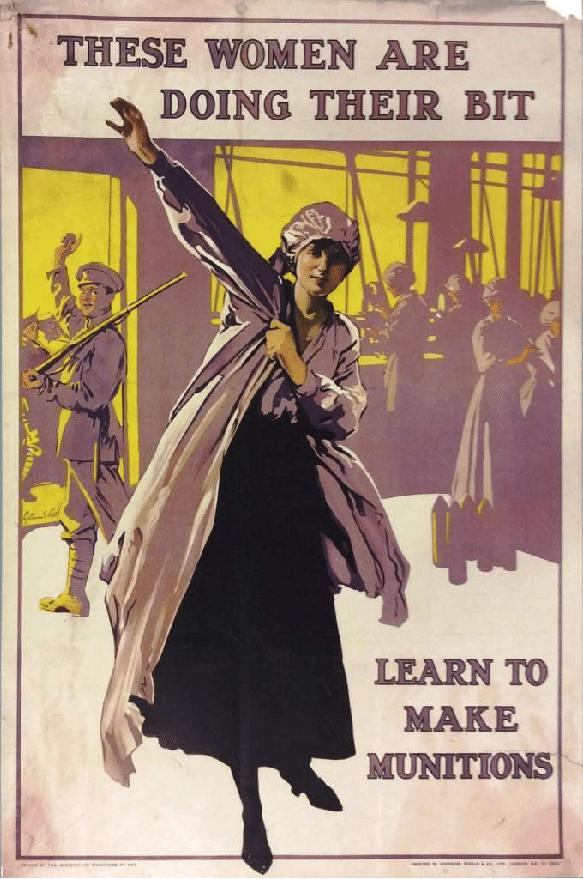 THESE WOMEN ARE
DOING THEIR BIT
LEARN TO
MAKE
MUNITIONS